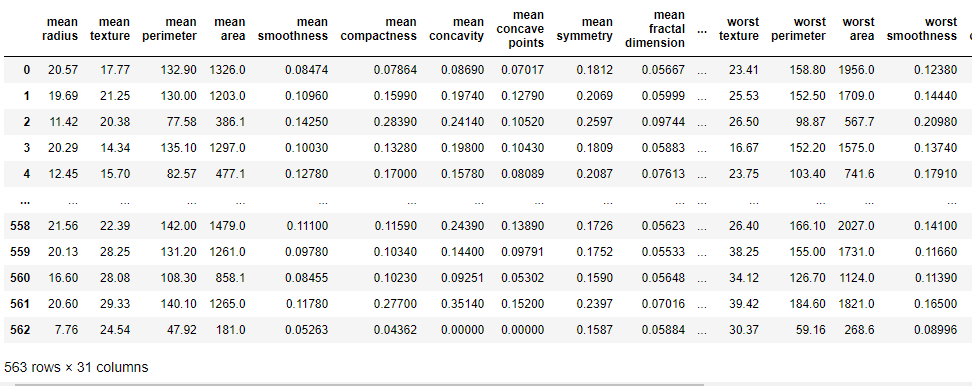 mean radius mean texture mean perimeter mean area mean smoothness mean compactness mean concavity mean concave points mean symmetry mean fractal dimension ... worst texture worst perimeter worst area worst smoothness
0 20.57 17.77 132.90 1326.0 0.08474 0.07864 0.08690 0.07017 0.1812 0.05667 ... 23.41 158.80 1956.0 0.12380
1 19.69 21.25 130.00 1203.0 0.10960 0.15990 0.19740 0.12790 0.2069 0.05999 ... 25.53 152.50 1709.0 0.14440
2 11.42 20.38 77.58 386.1 0.14250 0.28390 0.24140 0.10520 0.2597 0.09744 ... 26.50 98.87 567.7 0.20980
3 20.29 14.34 135.10 1297.0 0.10030 0.13280 0.19800 0.10430 0.1809 0.05883 ... 16.67 152.20 1575.0 0.13740
4 12.45 15.70 82.57 477.1 0.12780 0.17000 0.15780 0.08089 0.2087 0.07613 ... 23.75 103.40 741.6 0.17910
... ... ... ... ... ... ... ... ... ... ... ... ... ... ... ...
558 21.56 22.39 142.00 1479.0 0.11100 0.11590 0.24390 0.13890 0.1726 0.05623 ... 26.40 166.10 2027.0 0.14100
559 20.13 28.25 131.20 1261.0 0.09780 0.10340 0.14400 0.09791 0.1752 0.05533 ... 38.25 155.00 1731.0 0.11660
560 16.60 28.08 108.30 858.1 0.08455 0.10230 0.09251 0.05302 0.1590 0.05648 ... 34.12 126.70 1124.0 0.11390
561 20.60 29.33 140.10 1265.0 0.11780 0.27700 0.35140 0.15200 0.2397 0.07016 ... 39.42 184.60 1821.0 0.16500
562 7.76 24.54 47.92 181.0 0.05263 0.04362 0.00000 0.00000 0.1587 0.05884 ... 30.37 59.16 268.6 0.08996
563 rows × 31 columns